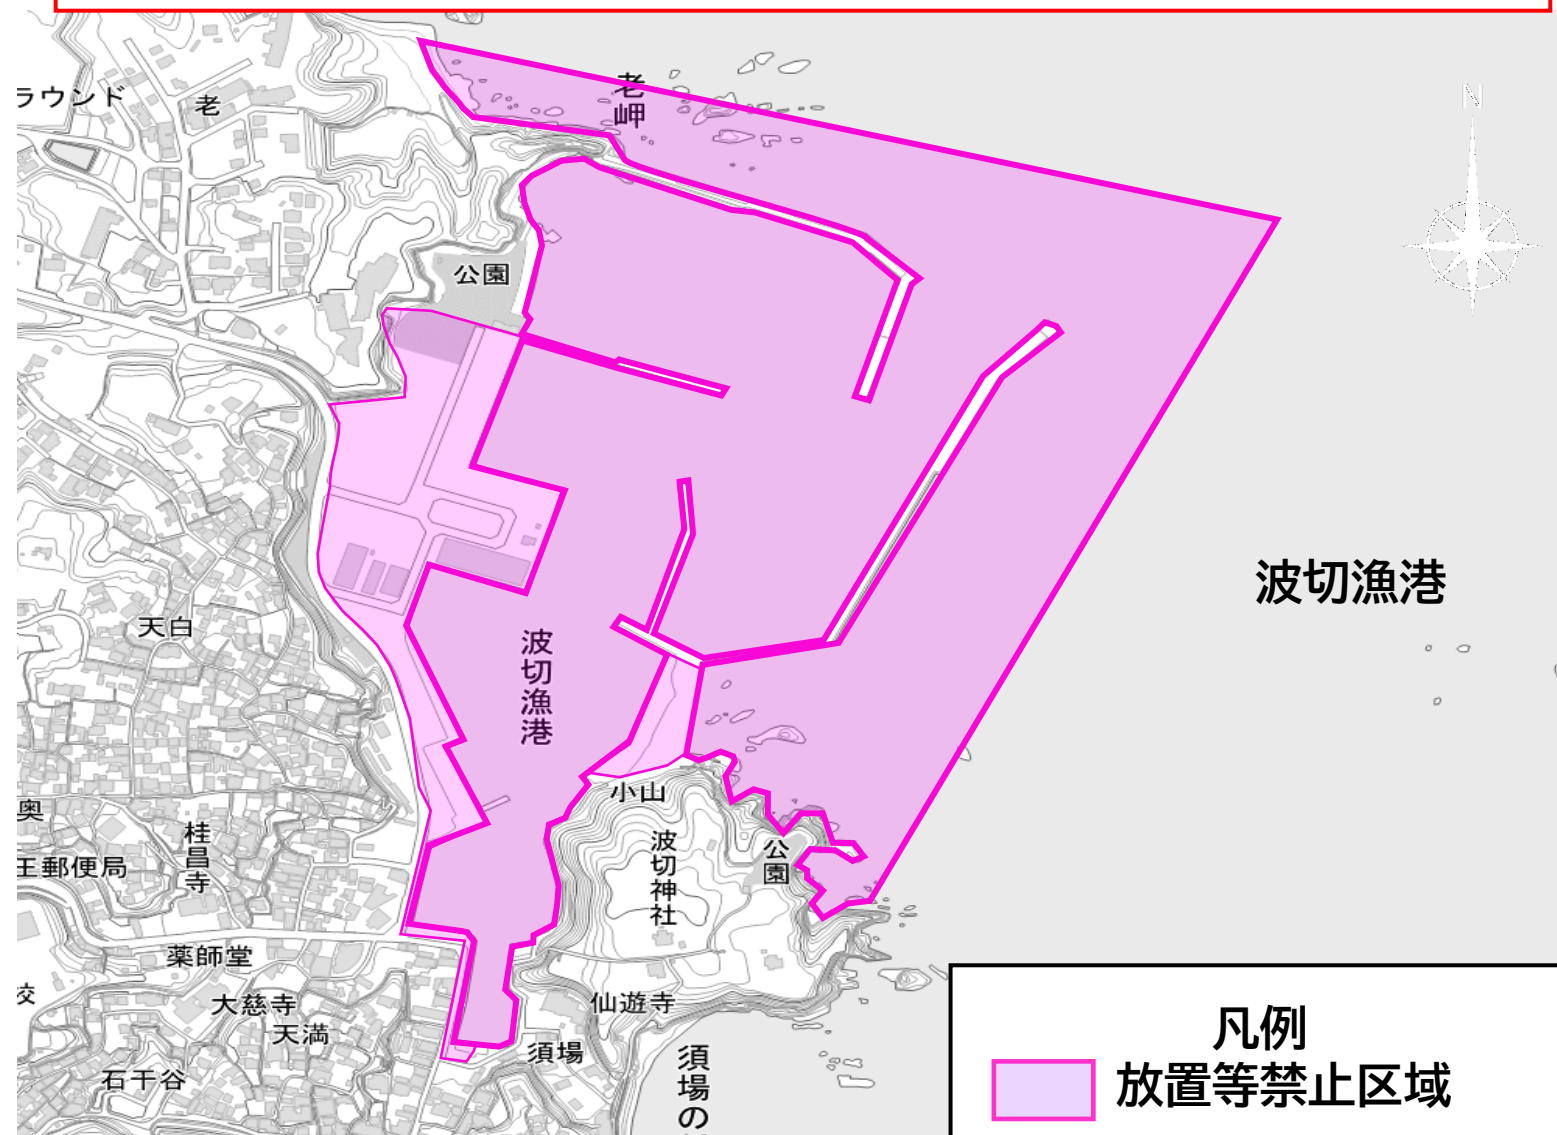 老岬
N
ラウンド
老
公園
波切漁港
天白
波切漁港
小山
奥
桂昌寺
波切神社
公園
王郵便局
薬師堂
大慈寺
仙遊寺
天満
須場
須場の
石干谷
凡例
放置等禁止区域